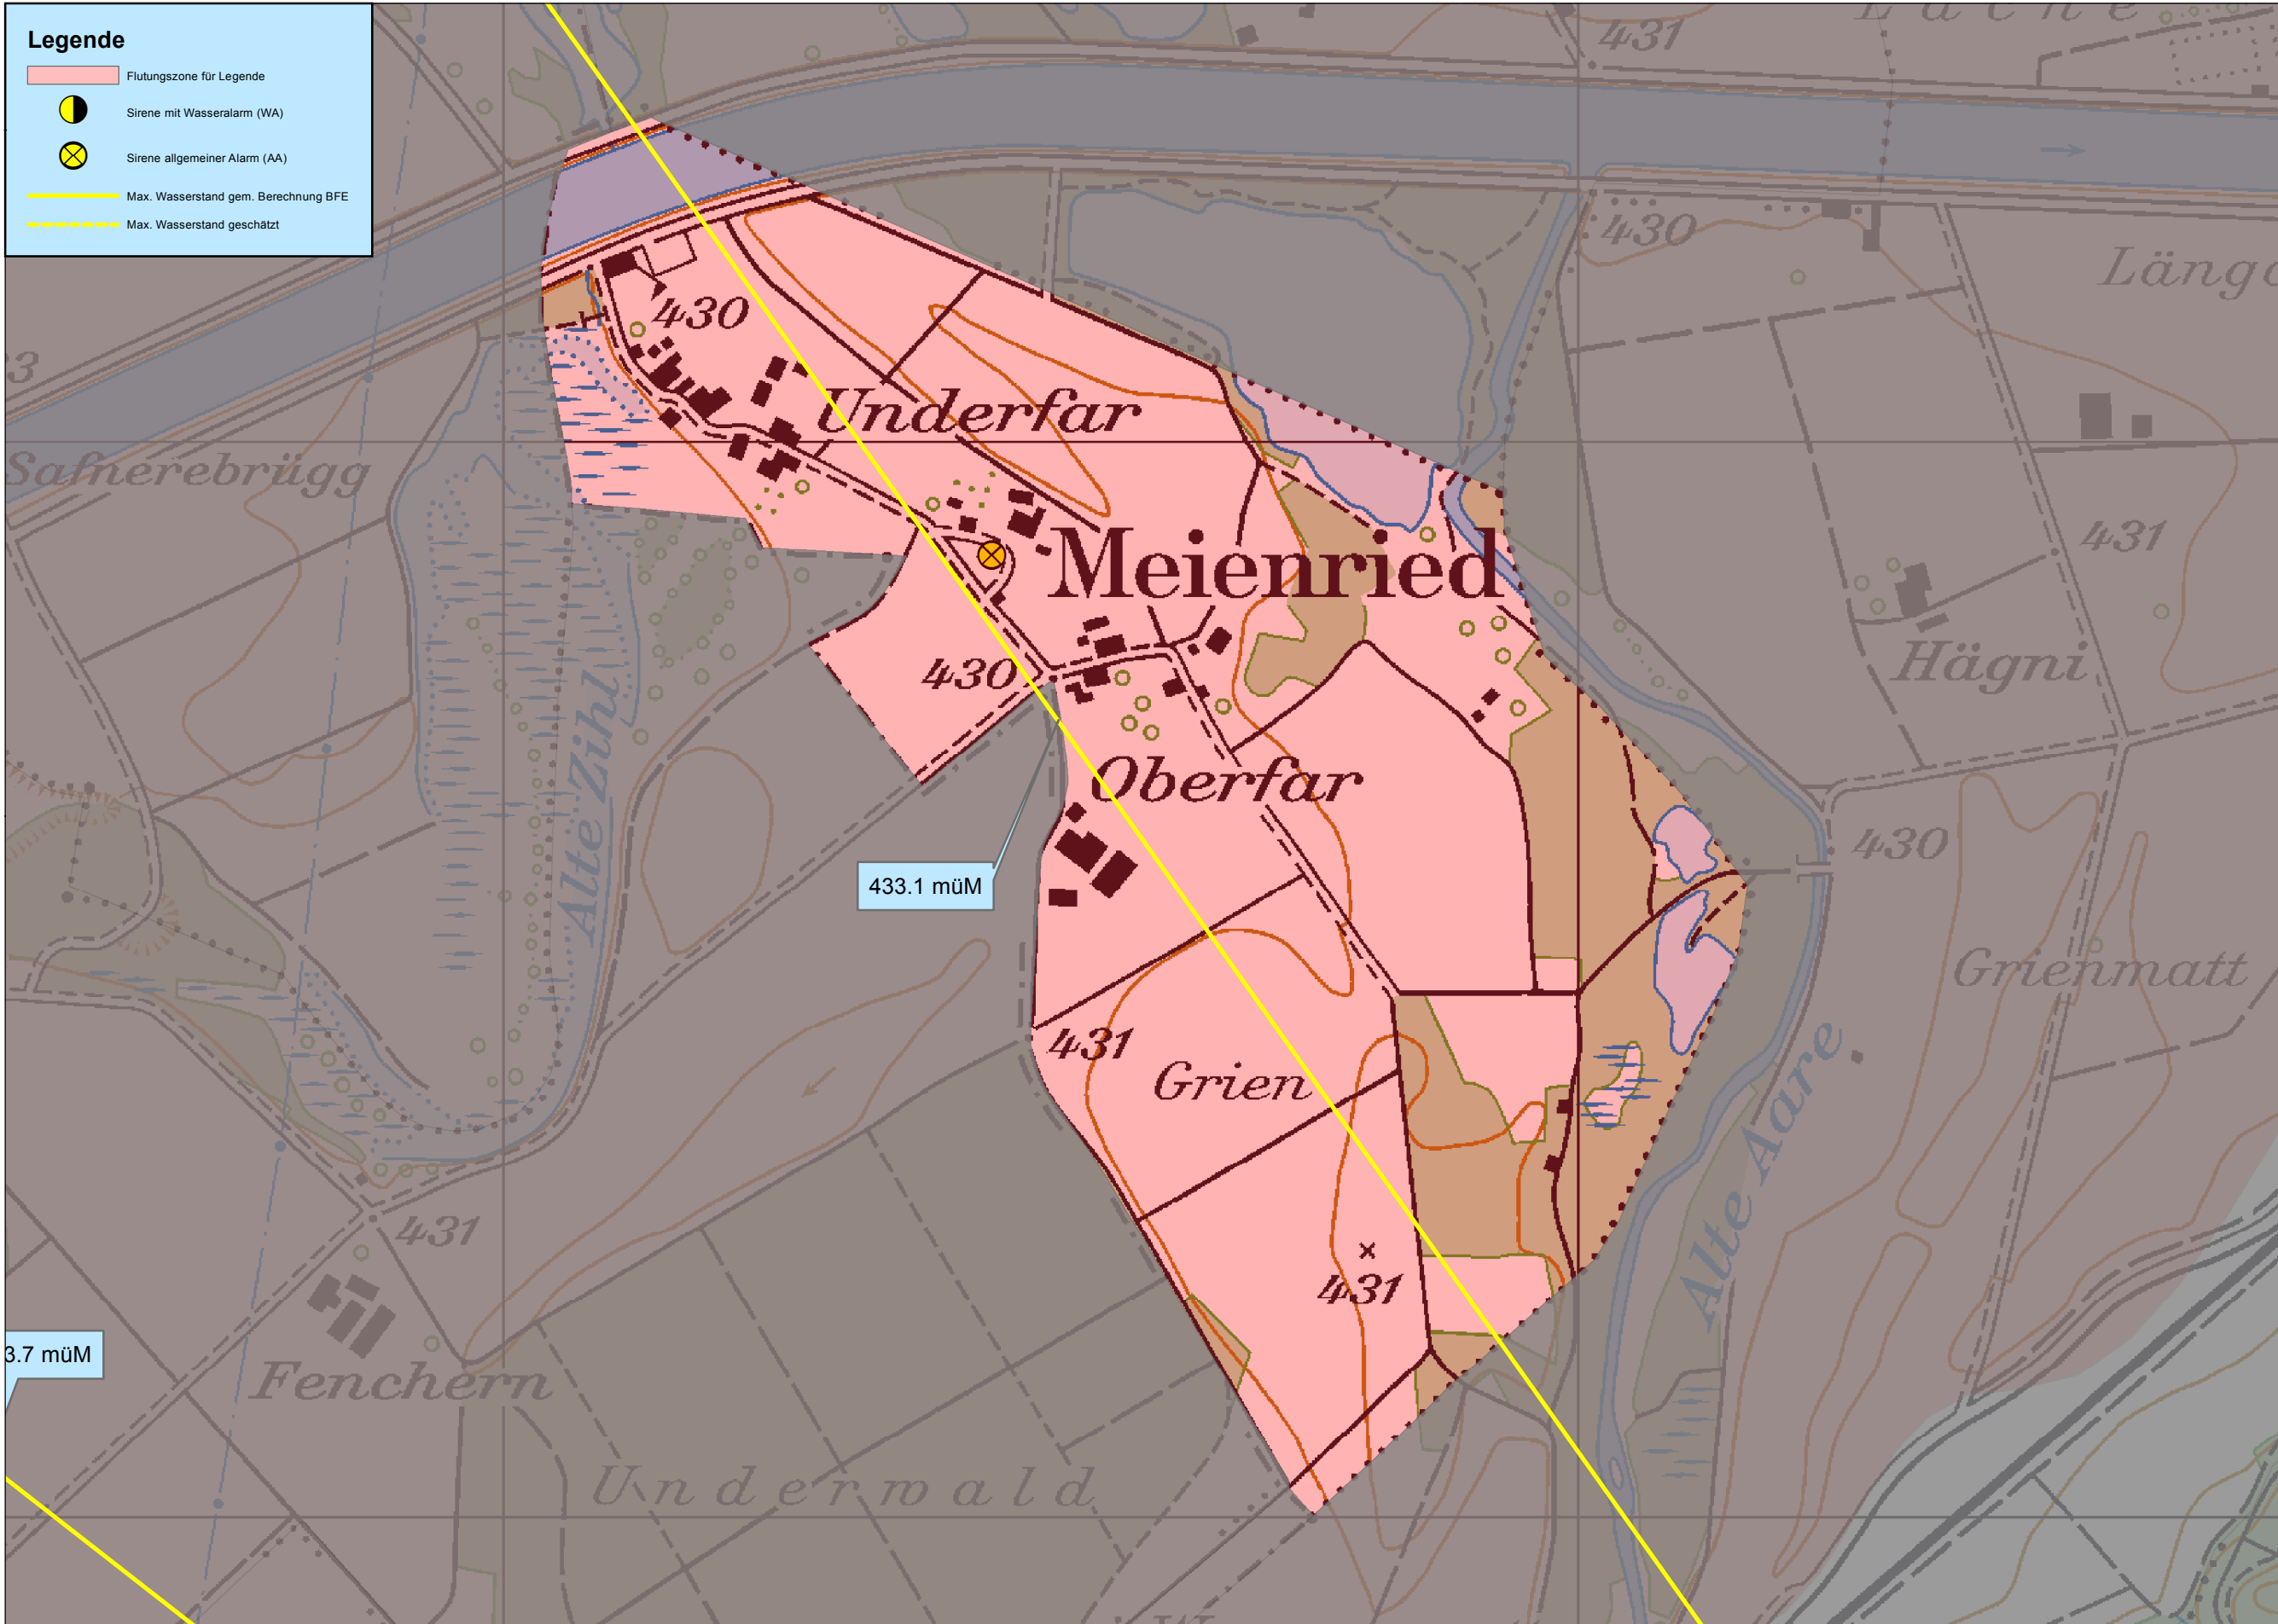 Legende
Flutungszone für Legende
Sirene mit Wasseralarm (WA)
Sirene allgemeiner Alarm (AA)
Max. Wasserstand gem. Berechnung BFE
Max. Wasserstand geschätzt
431
430
Läng
430
3
Underfar
Safnerebrügg
431
Meienried
Hägni
430
Alte Zihl
Oberfar
430
433.1 müM
Grienmatt
431
Grien
Alte Aare
431
431
3.7 müM
Fenchern
Underwald